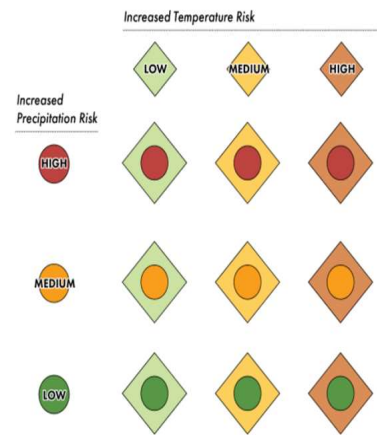 Increased Temperature Risk
LOW MEDIUM HIGH
Increased
Precipitation Risk
HIGH
MEDIUM
LOW